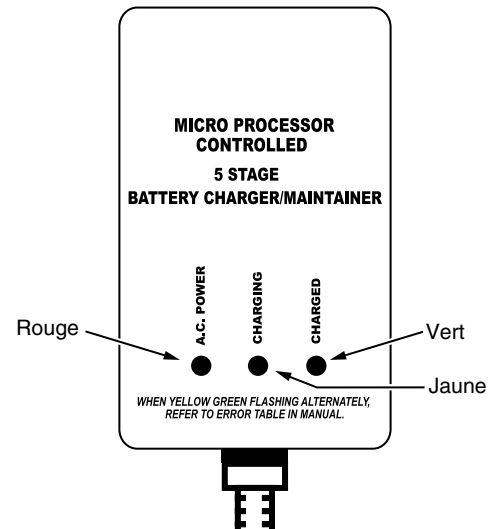 MICRO PROCESSOR
CONTROLLED
5 STAGE
BATTERY CHARGER/MAINTAINER
A.C. POWER
CHARGING
CHARGED
Rouge
Vert
Jaune
WHEN YELLOW GREEN FLASHING ALTERNATELY,
REFER TO ERROR TABLE IN MANUAL.